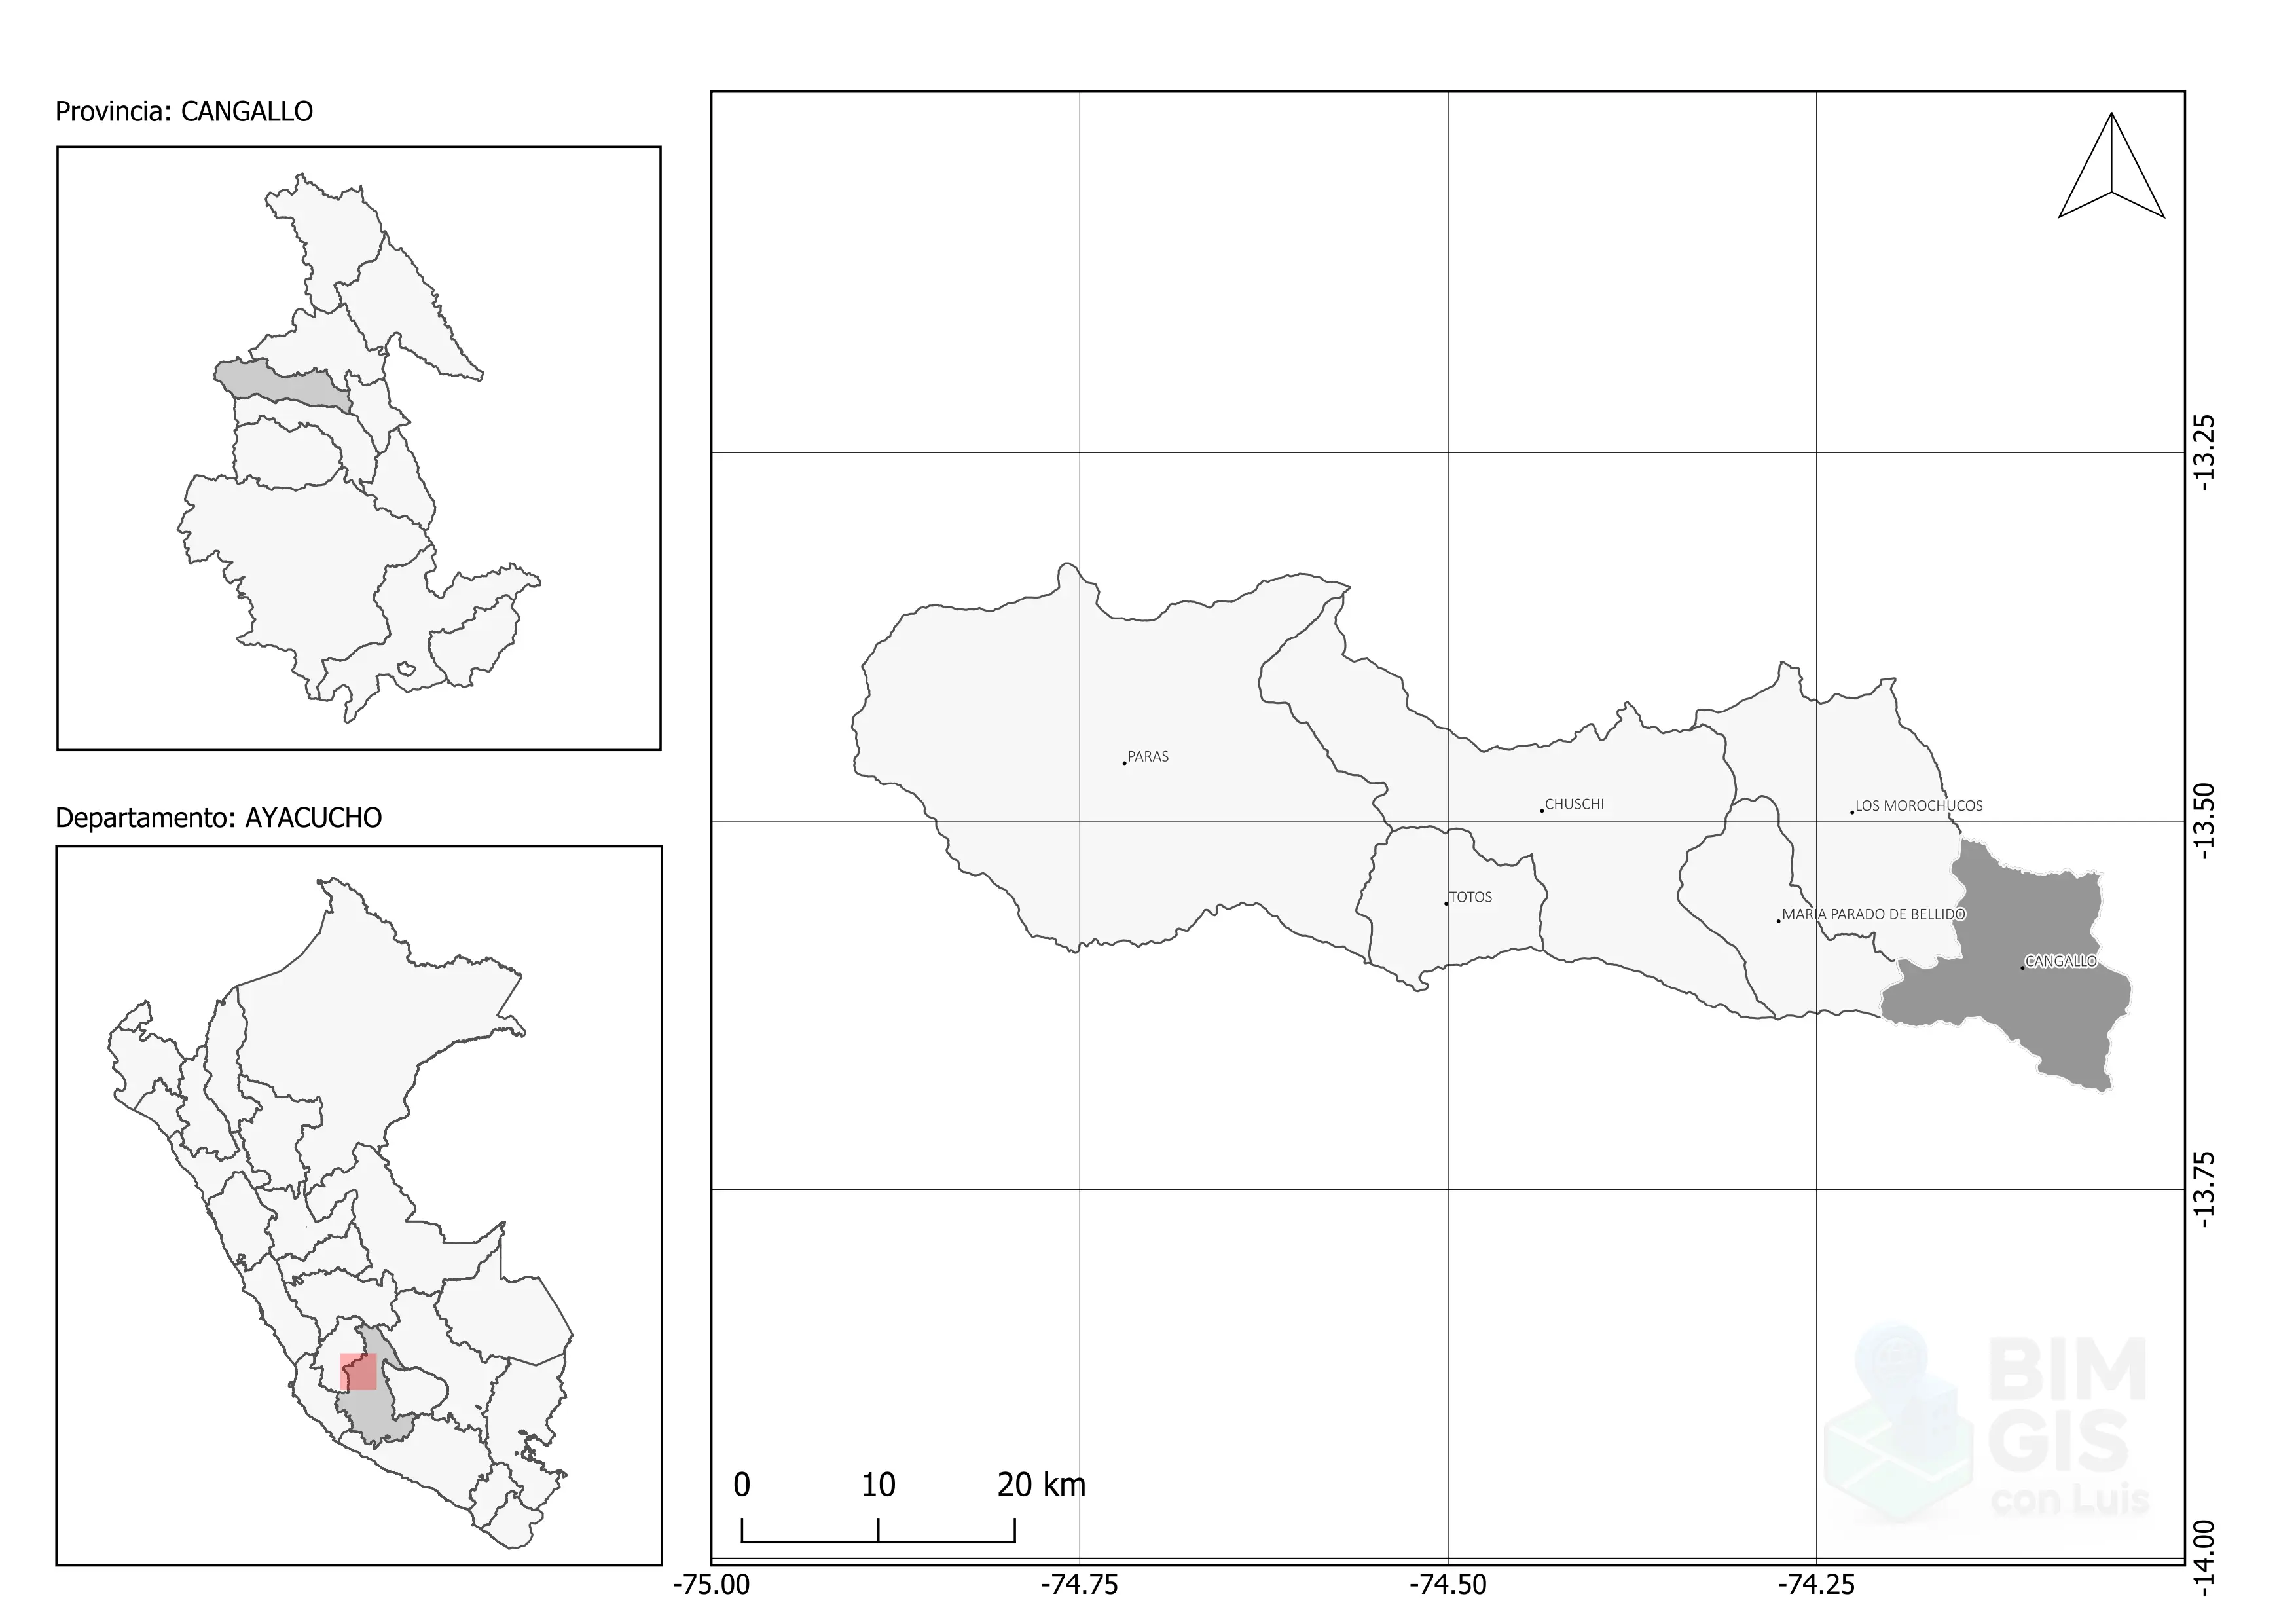 Provincia: CANGALLO
Departamento: AYACUCHO
PARAS
CHUSCHI
LOS MOROCHUCOS
TOTOS
MARIA PARADO DE BELLIDO
CANGALLO
-13.25
-13.50
-13.75
-14.00
0 10 20 km
BIM
GIS
con Luis
-75.00 -74.75 -74.50 -74.25